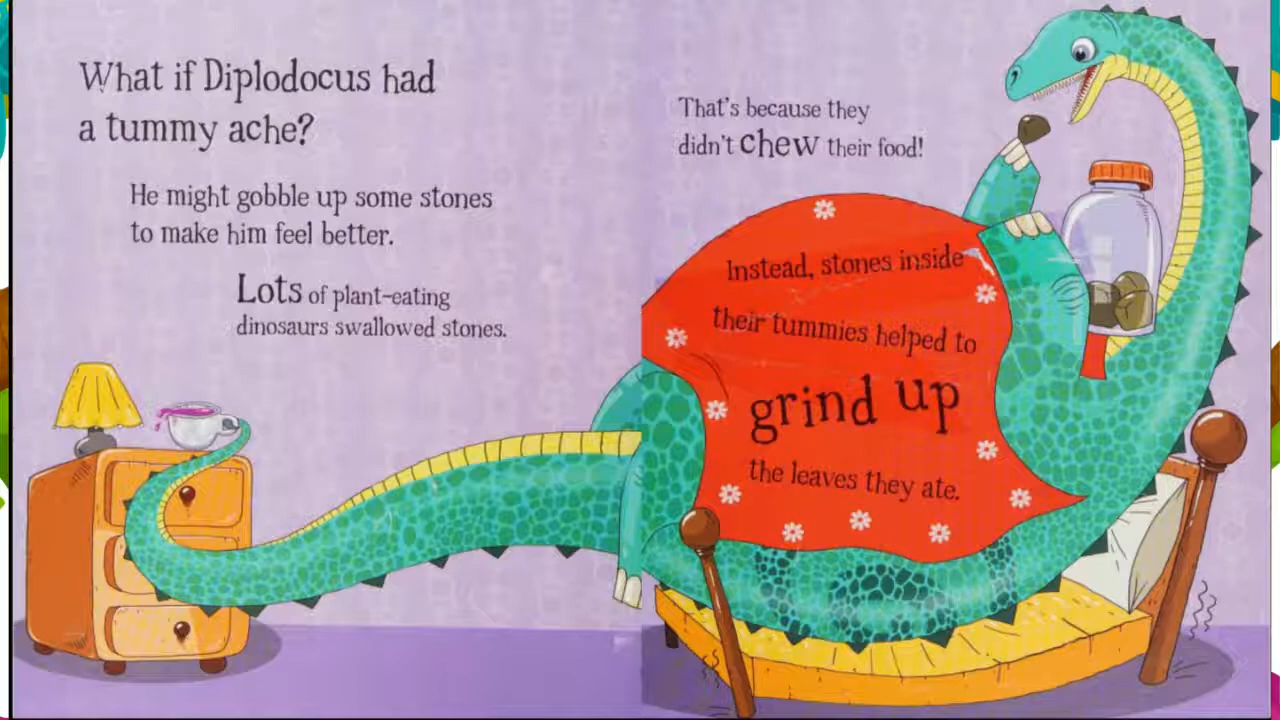 What if Diplodocus had
a tummy ache?
He might gobble up some stones
to make him feel better.
Lots of plant-eating
dinosaurs swallowed stones.
That's because they
didn't chew their food!
Instead, stones inside
their tummies helped to
grind up
the leaves they ate.